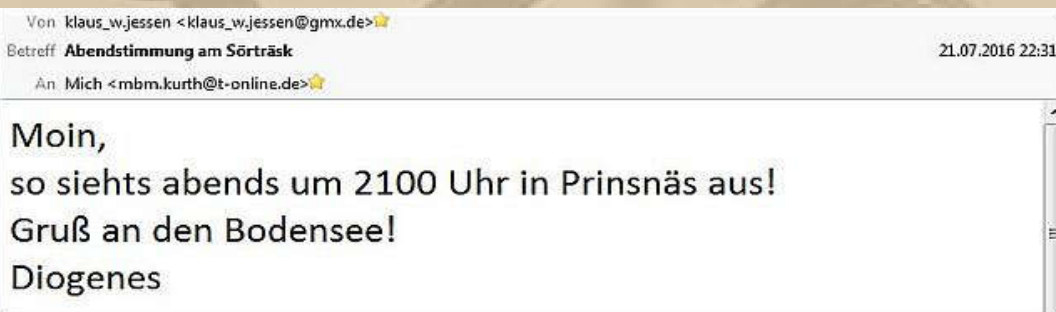 Von klaus_w.jessen <klaus_w.jessen@gmx.de>
Betreff Abendstimmung am Sörträsk 21.07.2016 22:31
An Mich <mbm.kurth@t-online.de>
Moin,
so siehts abends um 2100 Uhr in Prinsnäs aus!
Gruß an den Bodensee!
Diogenes